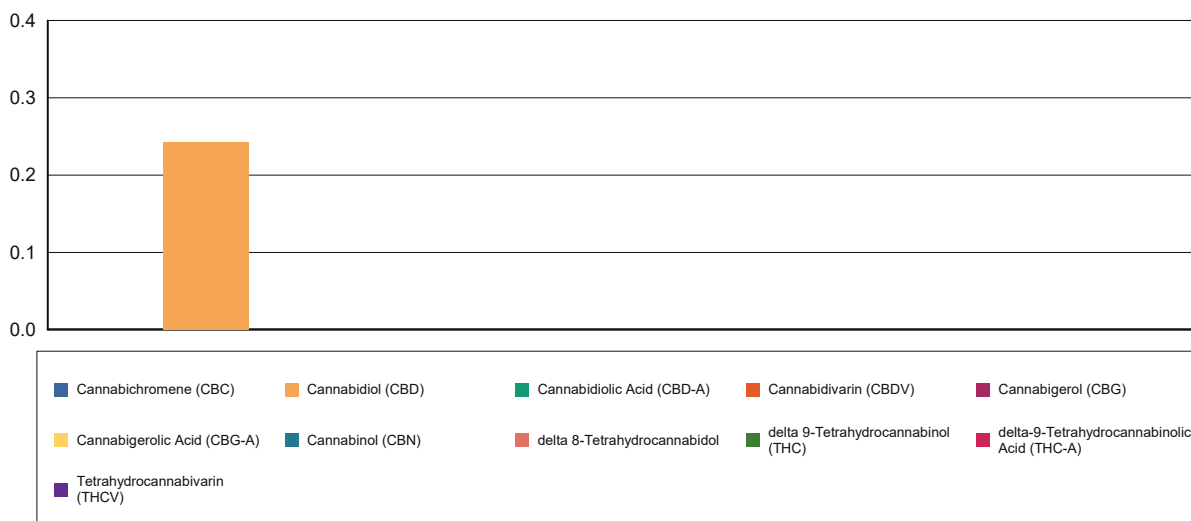 0.4
0.3
0.2
0.1
0.0
Cannabichromene (CBC)
Cannabidiol (CBD)
Cannabidiolic Acid (CBD-A)
Cannabidivarin (CBDV)
Cannabigerol (CBG)
Cannabigerolic Acid (CBG-A)
Cannabinol (CBN)
delta 8-Tetrahydrocannabidol
delta 9-Tetrahydrocannabinol
(THC)
delta-9-Tetrahydrocannabinolic
Acid (THC-A)
Tetrahydrocannabivarin
(THCV)